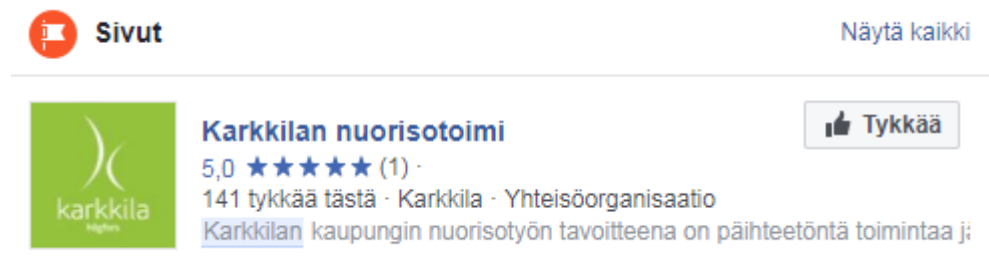 Sivut
Näytä kaikki
Karkkilan nuorisotoimi
Tykkää
5,0 ★★★★★ (1) ·
141 tykkää tästä · Karkkila · Yhteisöorganisaatio
Karkkilan kaupungin nuorisotyön tavoitteena on päihteetöntä toimintaa
karkkila
högfors